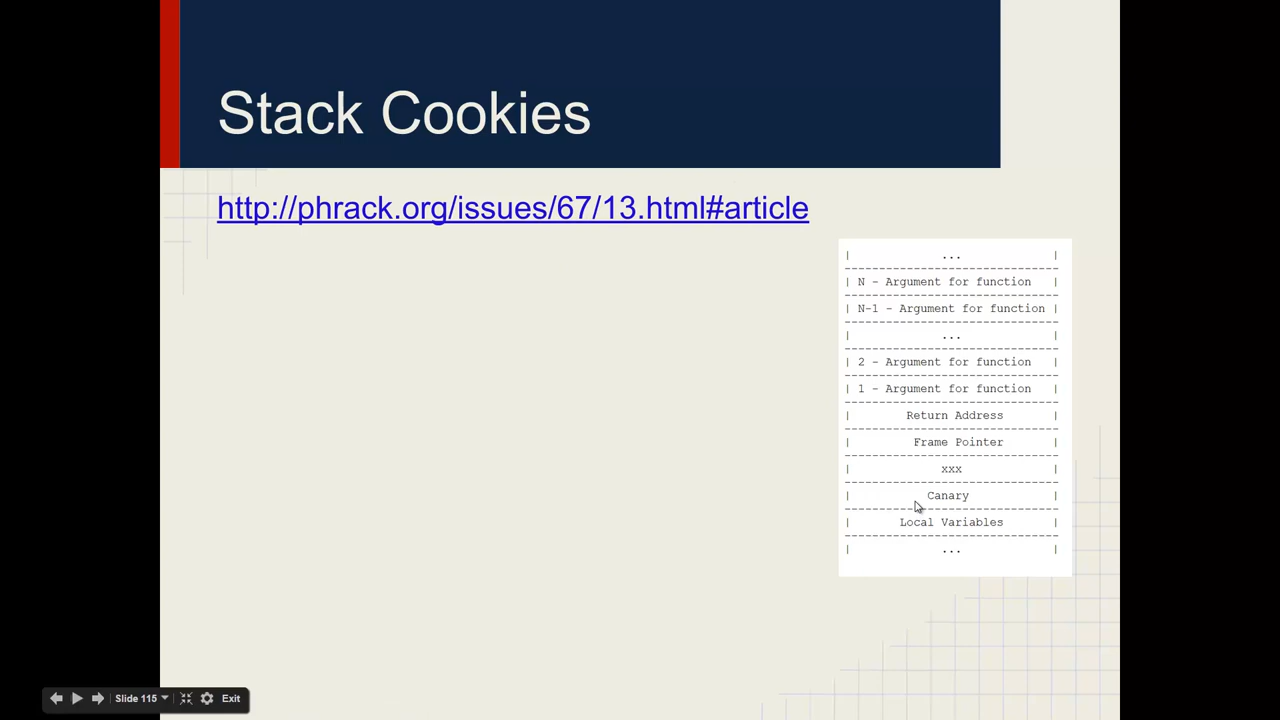 Stack Cookies
http://phrack.org/issues/67/13.html#article
| ... |
-------------------------------
| N - Argument for function |
-------------------------------
| N-1 - Argument for function |
-------------------------------
| ... |
-------------------------------
| 2 - Argument for function |
-------------------------------
| 1 - Argument for function |
-------------------------------
| Return Address |
-------------------------------
| Frame Pointer |
-------------------------------
| xxx |
-------------------------------
| Canary |
-------------------------------
| Local Variables |
-------------------------------
| ... |
Slide 115 Exit